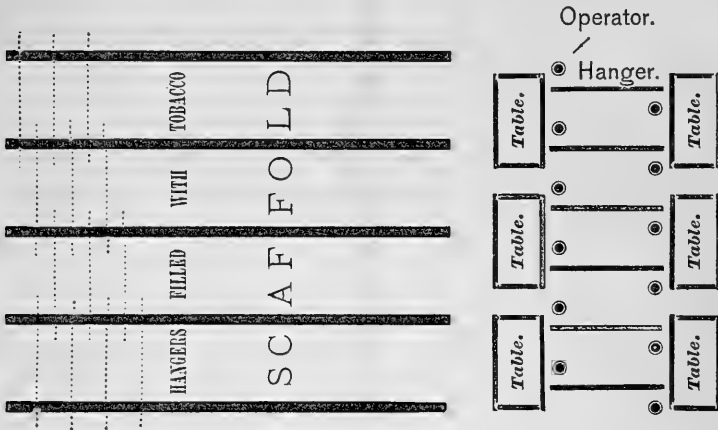 Operator.
Hanger.
HANGERS FILLED WITH TOBACCO
SCAFFOLD
Table.
Table.
Table.
Table.
Table.
Table.